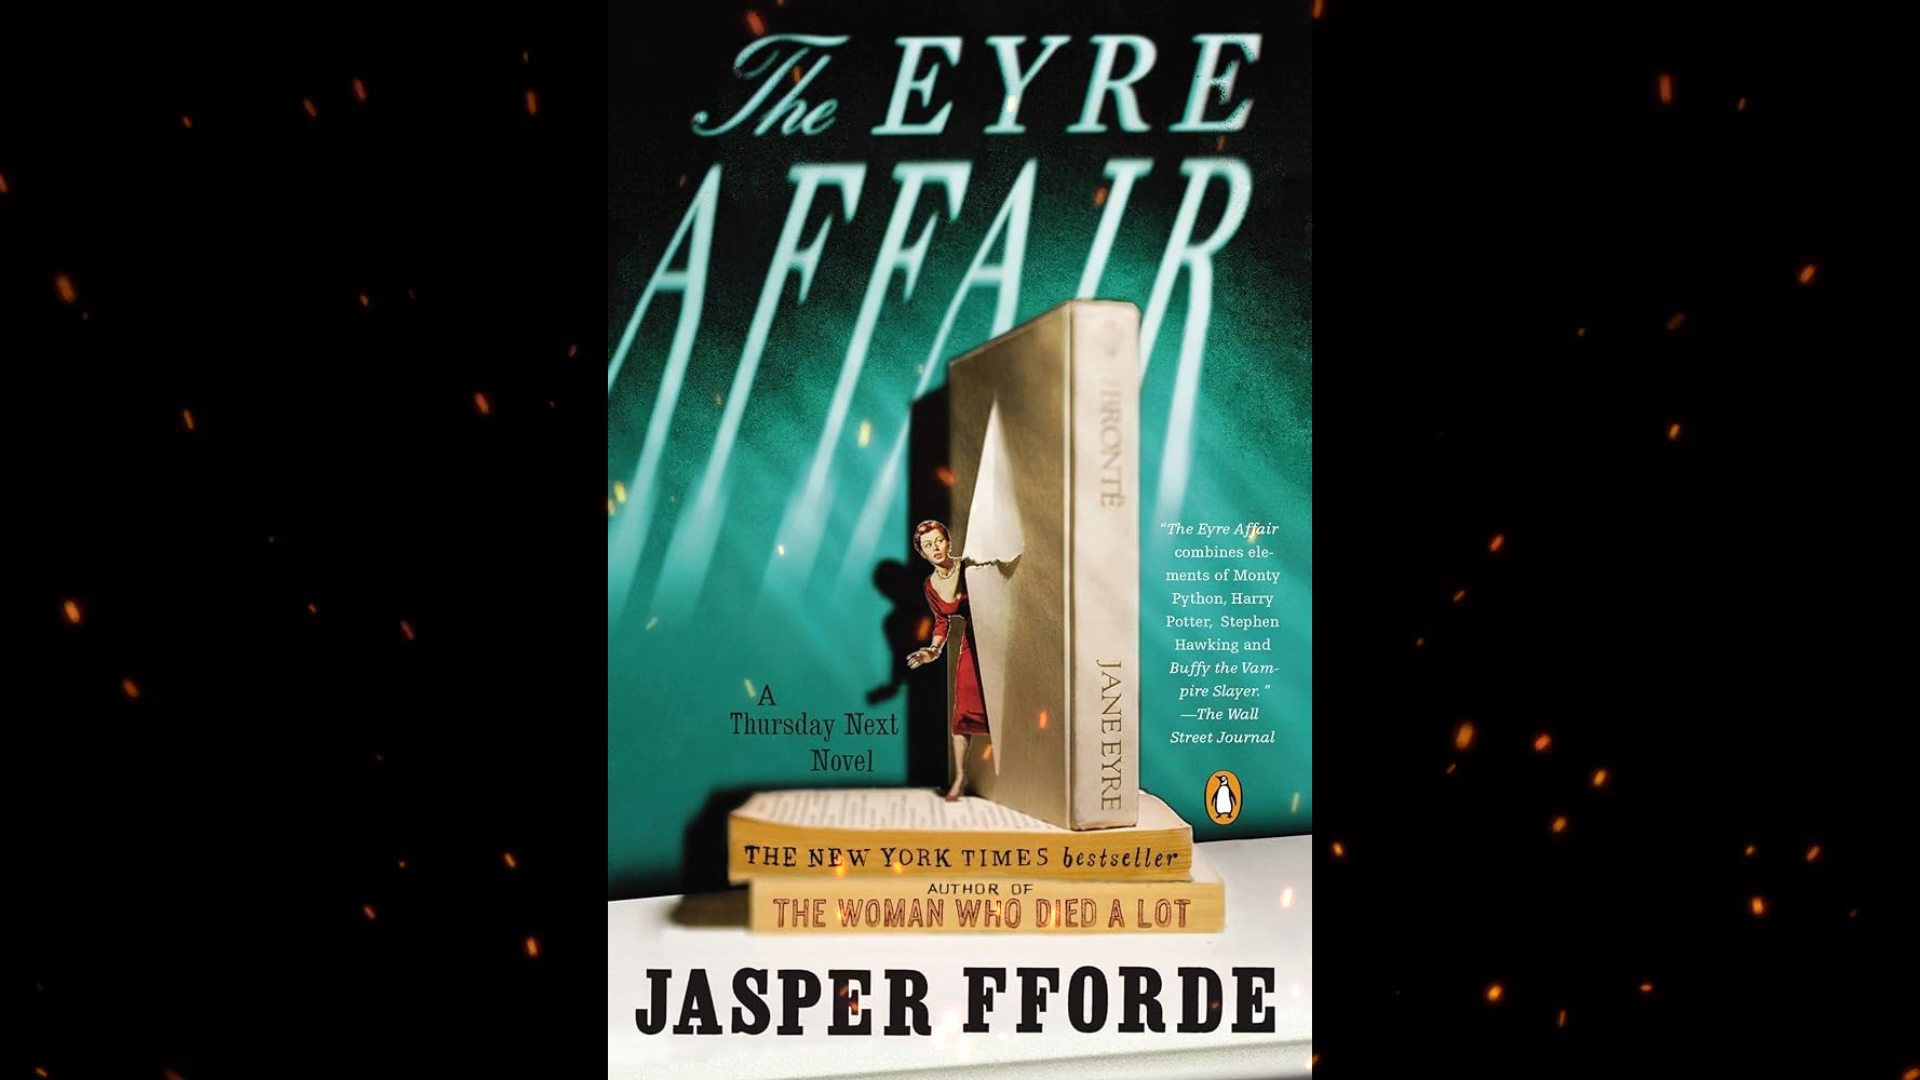 The EYRE
AFFAIR
BRONTË
JANE EYRE
"The Eyre Affair
combines ele-
ments of Monty
Python, Harry
Potter, Stephen
Hawking and
Buffy the Vam-
pire Slayer."
—The Wall
Street Journal
A
Thursday Next
Novel
THE NEW YORK TIMES bestseller
AUTHOR OF
THE WOMAN WHO DIED A LOT
JASPER FFORDE